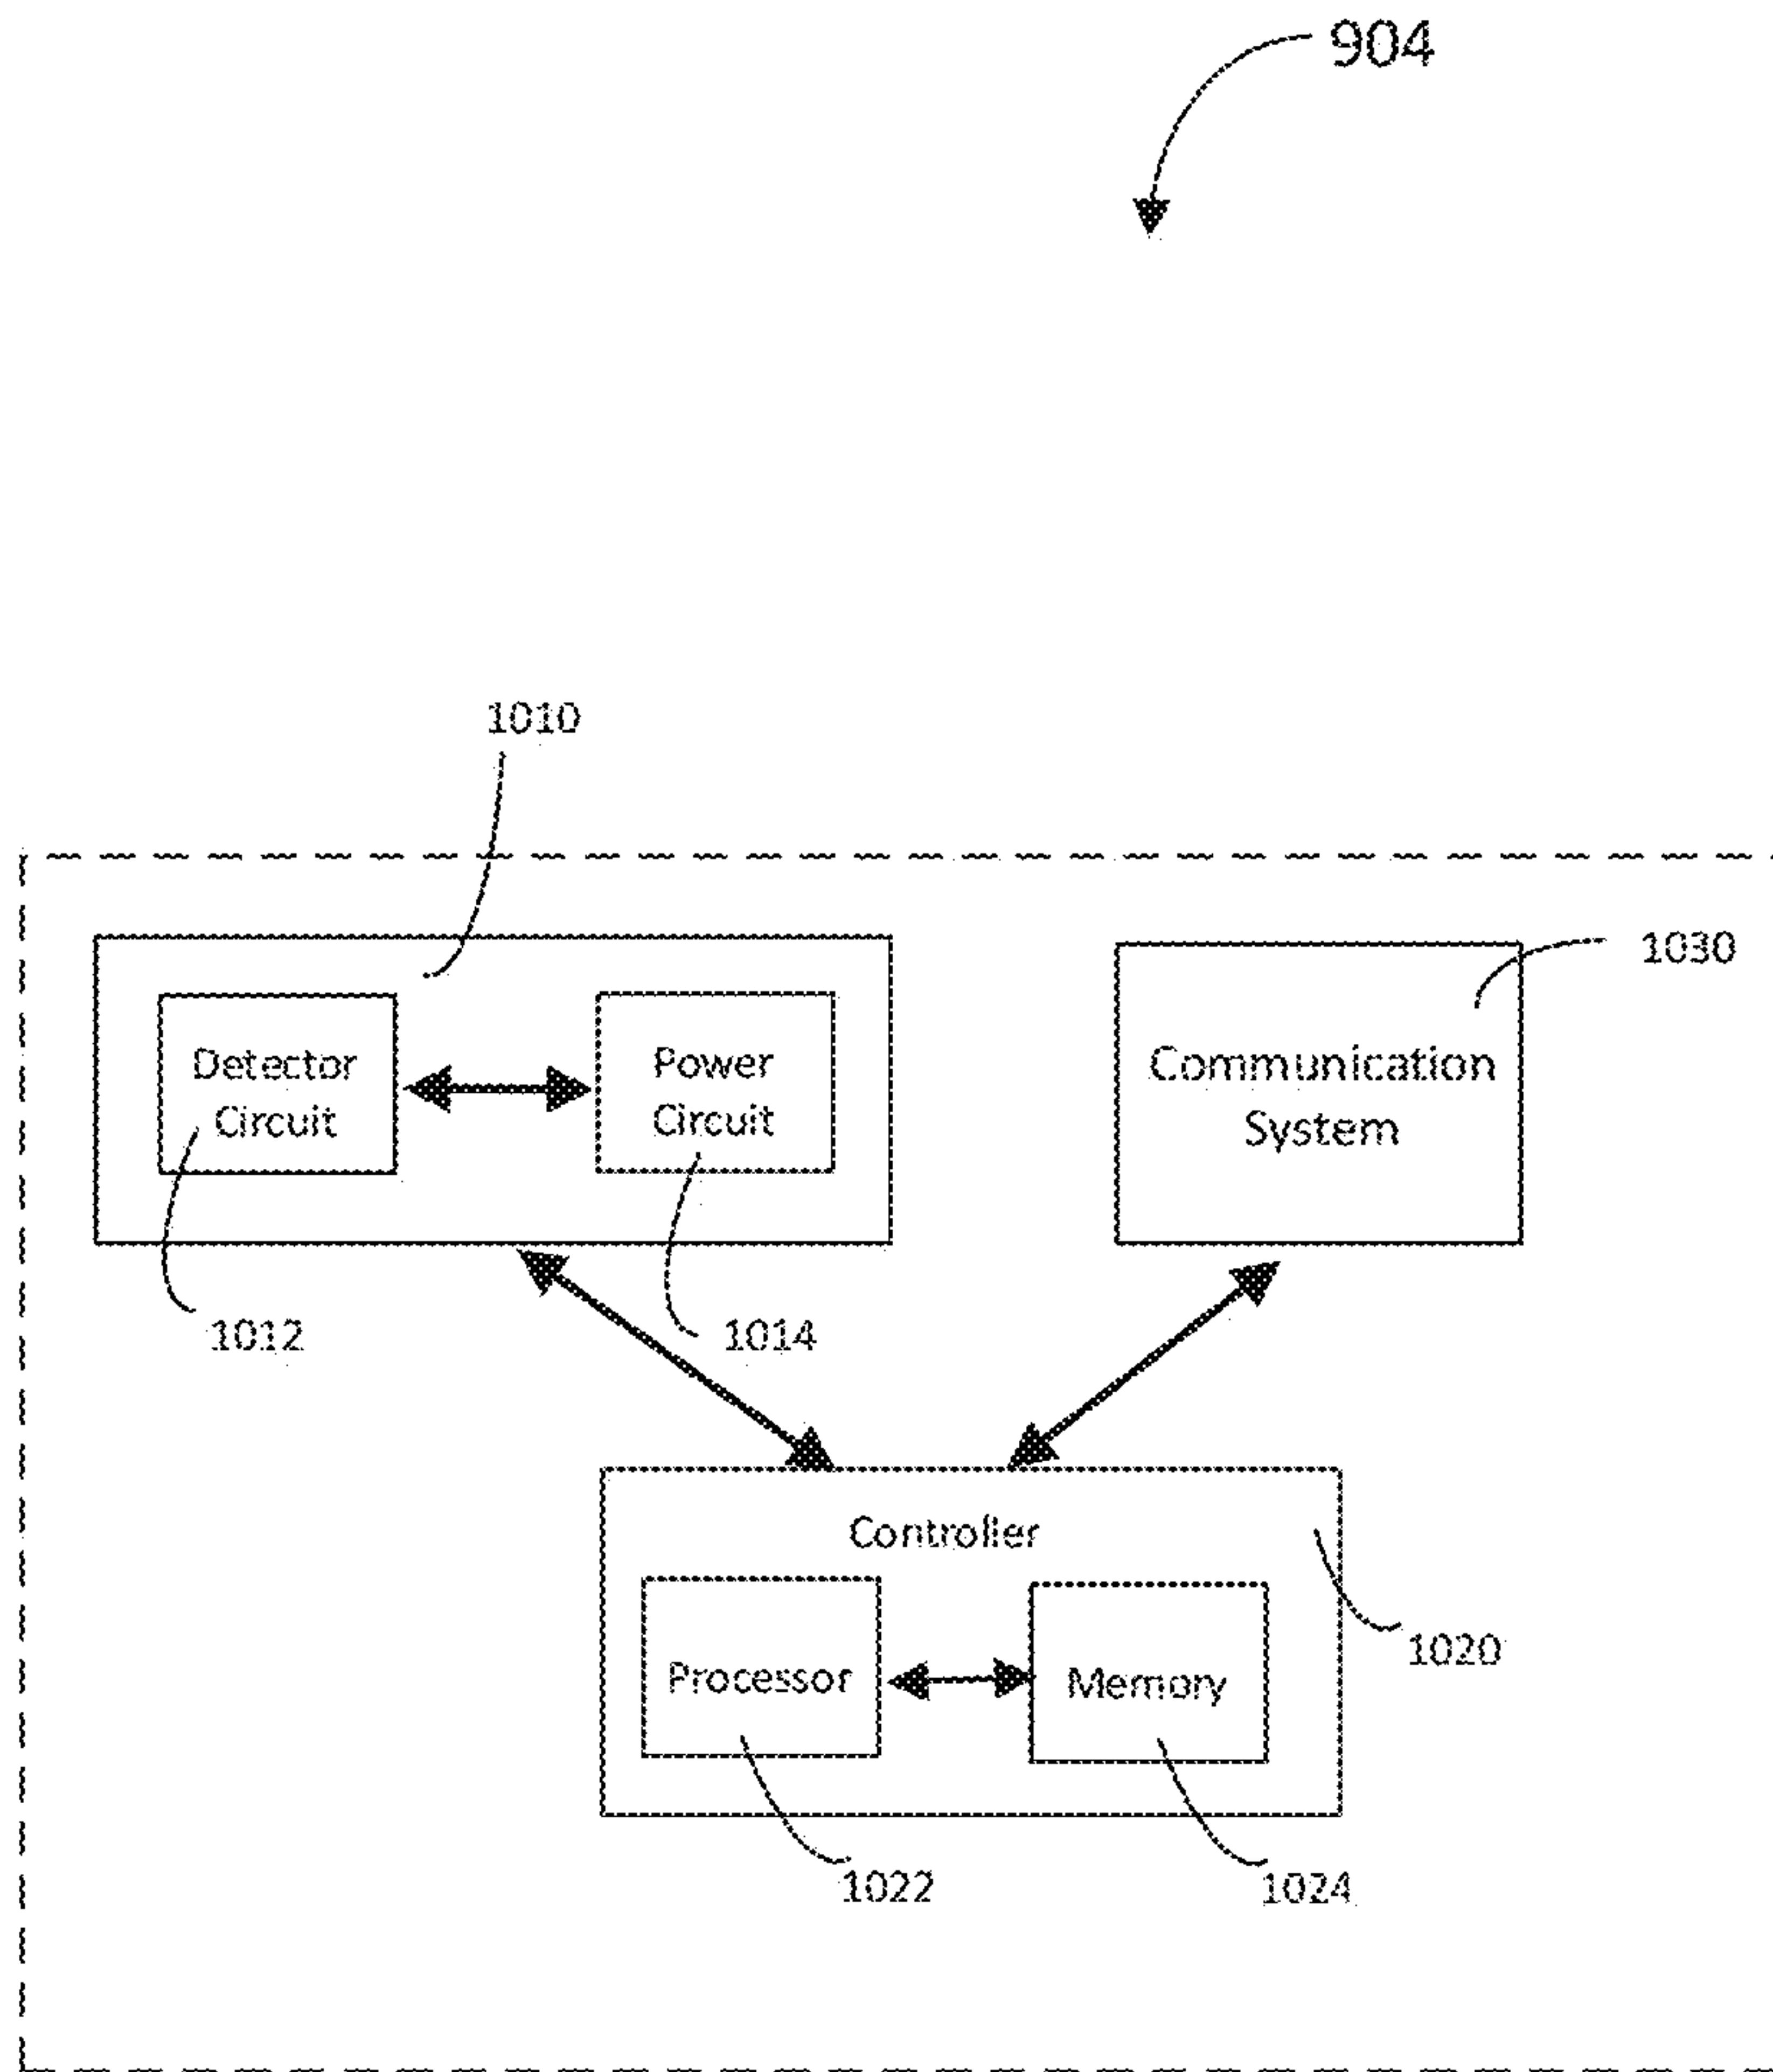 904
1010
1030
Detector
Circuit
Power
Circuit
Communication
System
1012
1014
Controller
1020
Processor
Memory
1022
1024